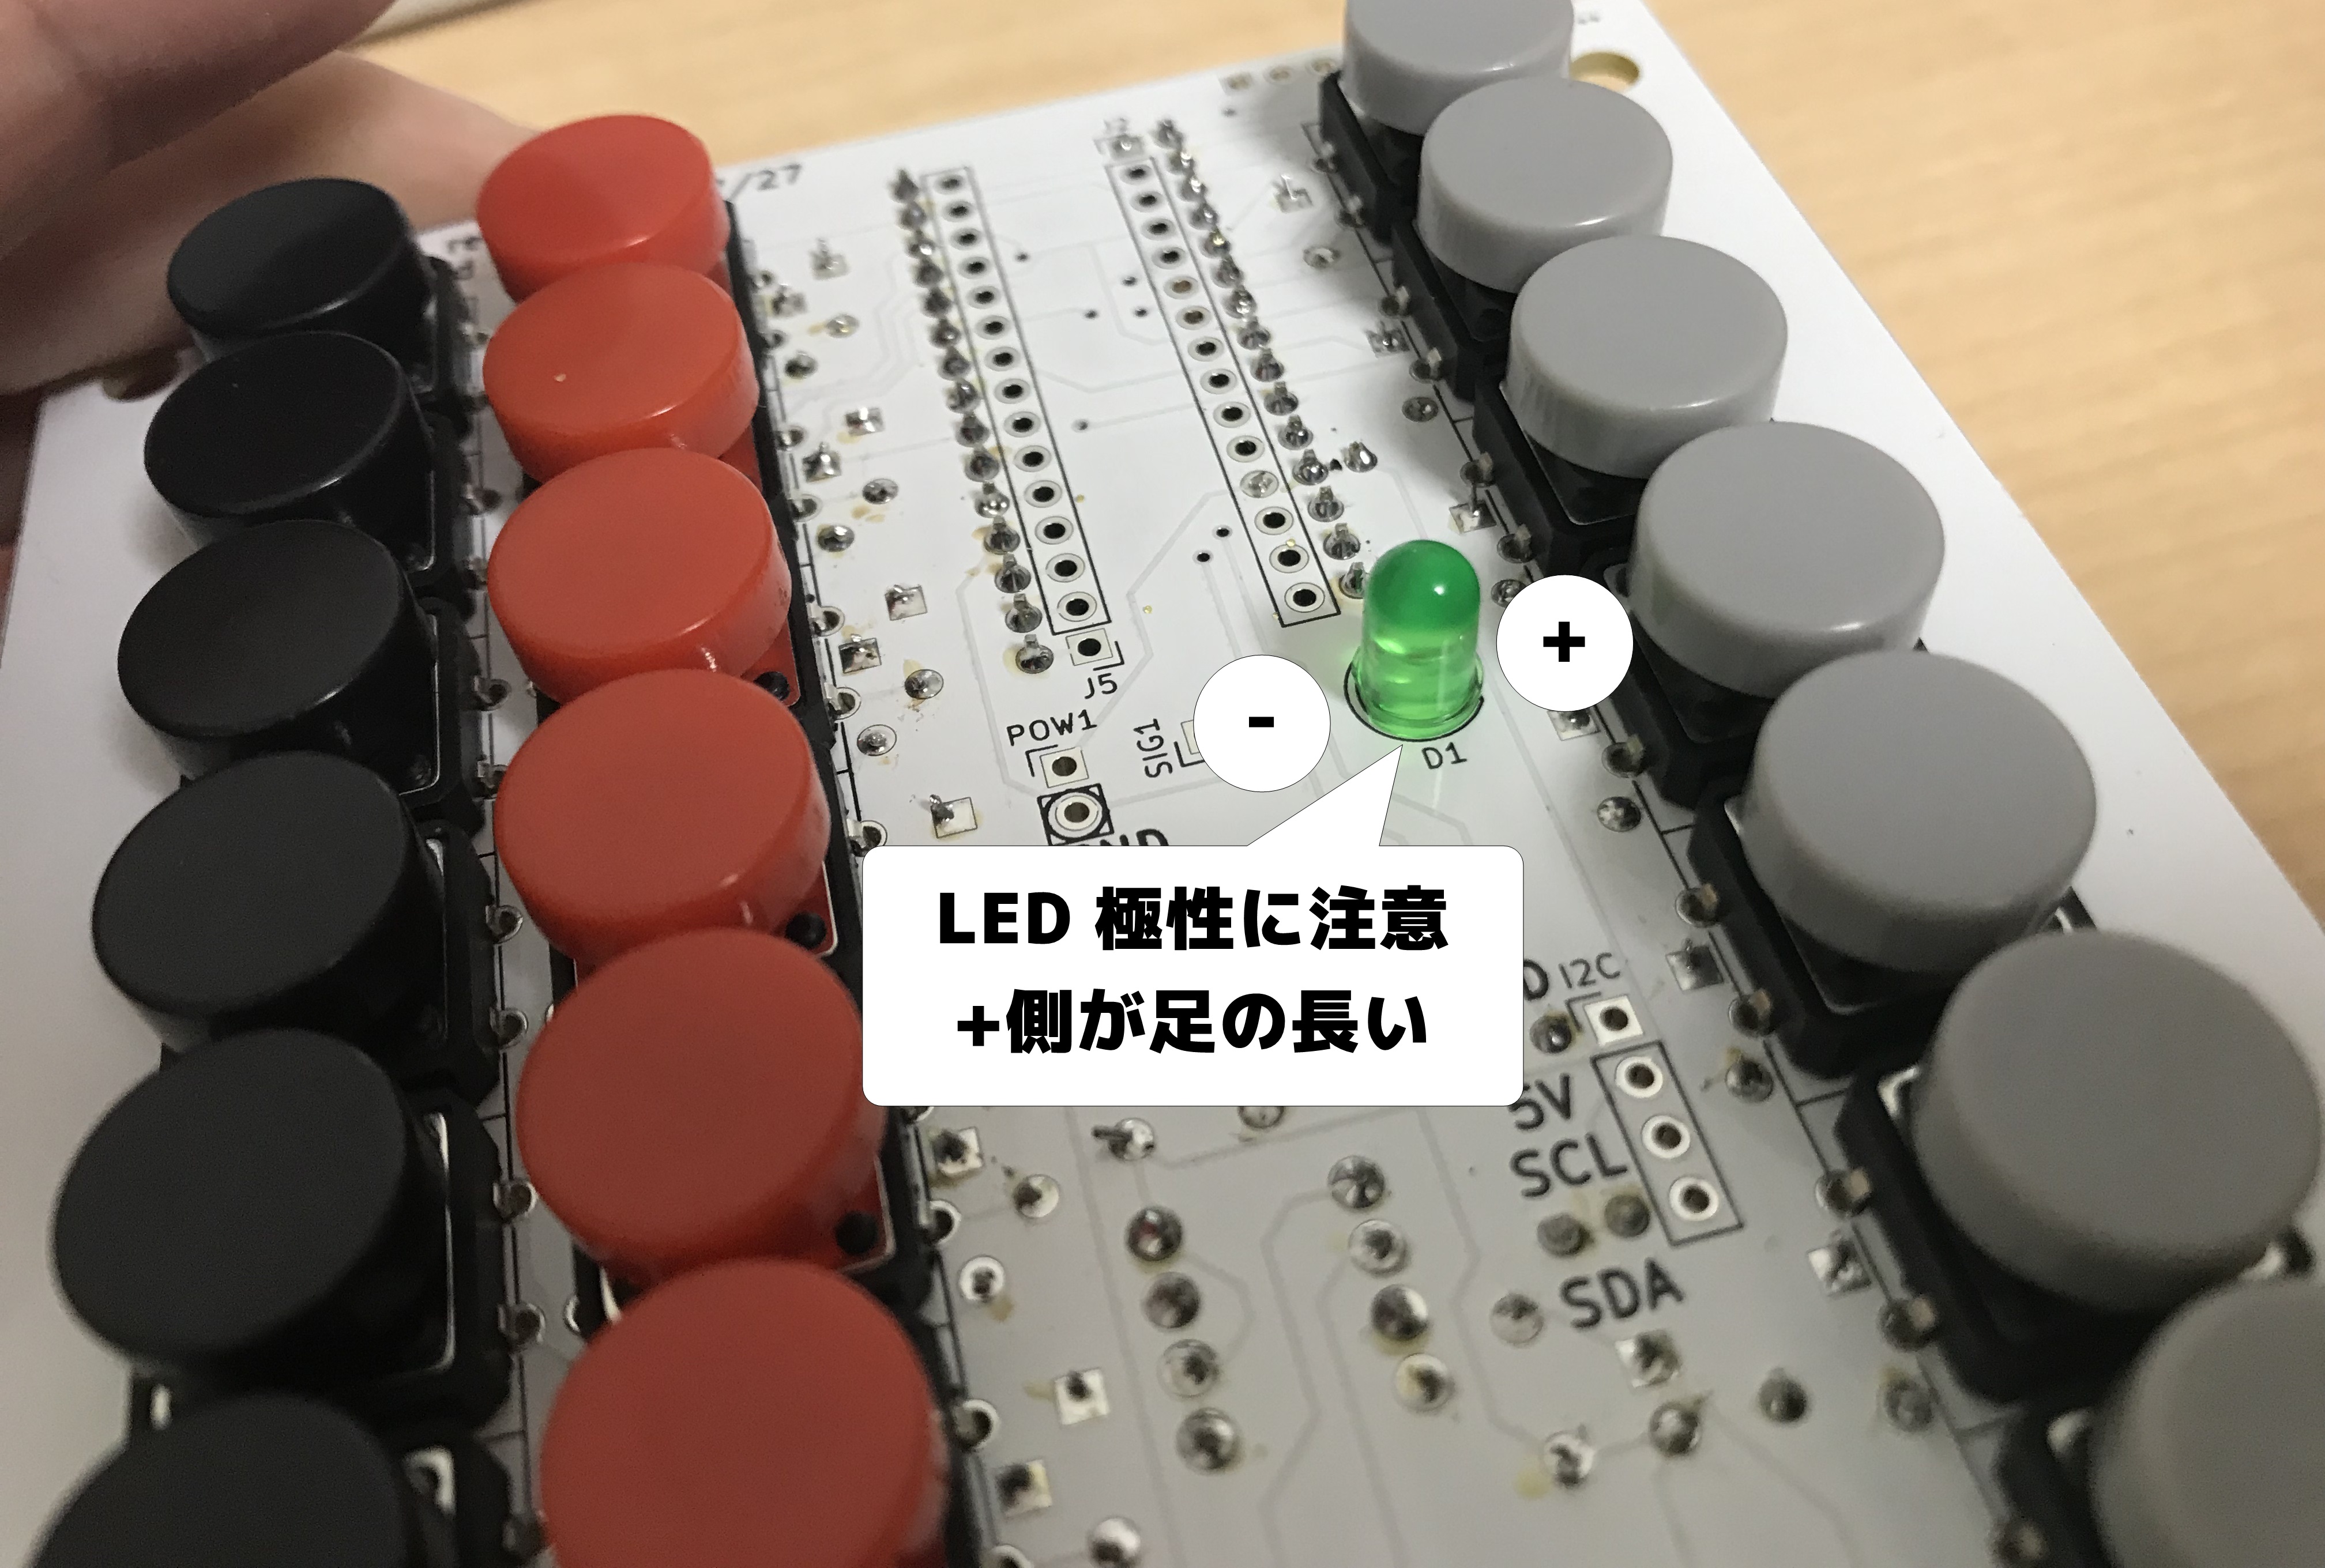 /27
J2
J5
POW1
SIG1
-
+
D1
LED 極性に注意
+側が足の長い
I2C
5V
SCL
SDA